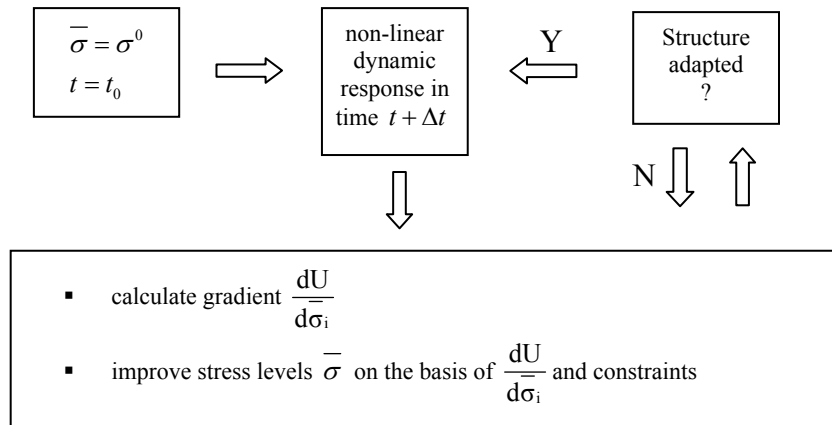 σ̅ = σ⁰
t = t₀
non-linear
dynamic
response in
time t + Δt
Y
Structure
adapted
?
N
▪ calculate gradient dU/dσ̅ᵢ
▪ improve stress levels σ̅ on the basis of dU/dσ̅ᵢ and constraints